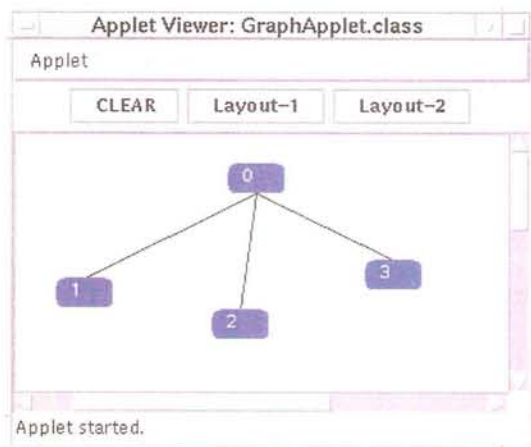 Applet Viewer: GraphApplet.class
Applet
CLEAR Layout-1 Layout-2
0
3
1
2
Applet started.